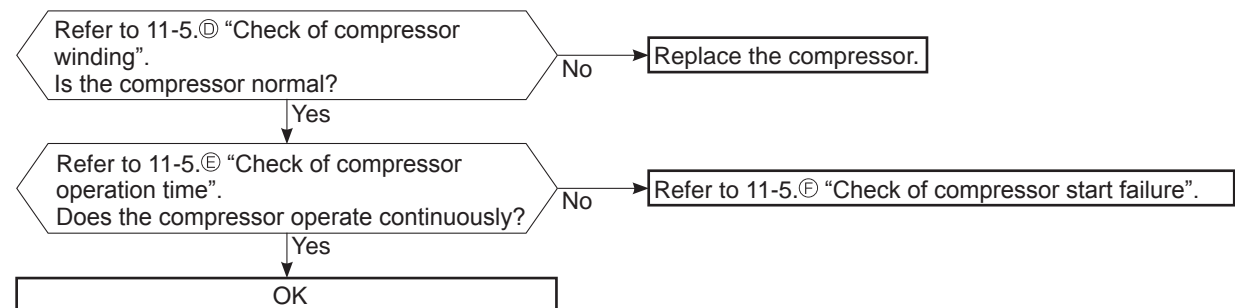 Refer to 11-5.Ⓓ “Check of compressor
winding”.
Is the compressor normal?
No
Replace the compressor.
Yes
Refer to 11-5.Ⓔ “Check of compressor
operation time”.
Does the compressor operate continuously?
No
Refer to 11-5.Ⓕ “Check of compressor start failure”.
Yes
OK